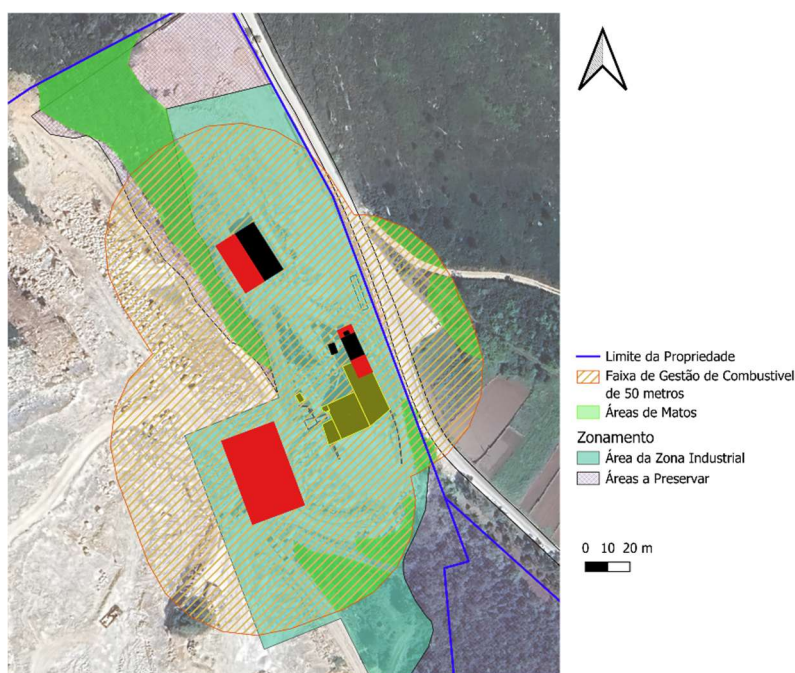 Limite da Propriedade
Faixa de Gestão de Combustivel
de 50 metros
Áreas de Matos
Zonamento
Área da Zona Industrial
Áreas a Preservar
0 10 20 m